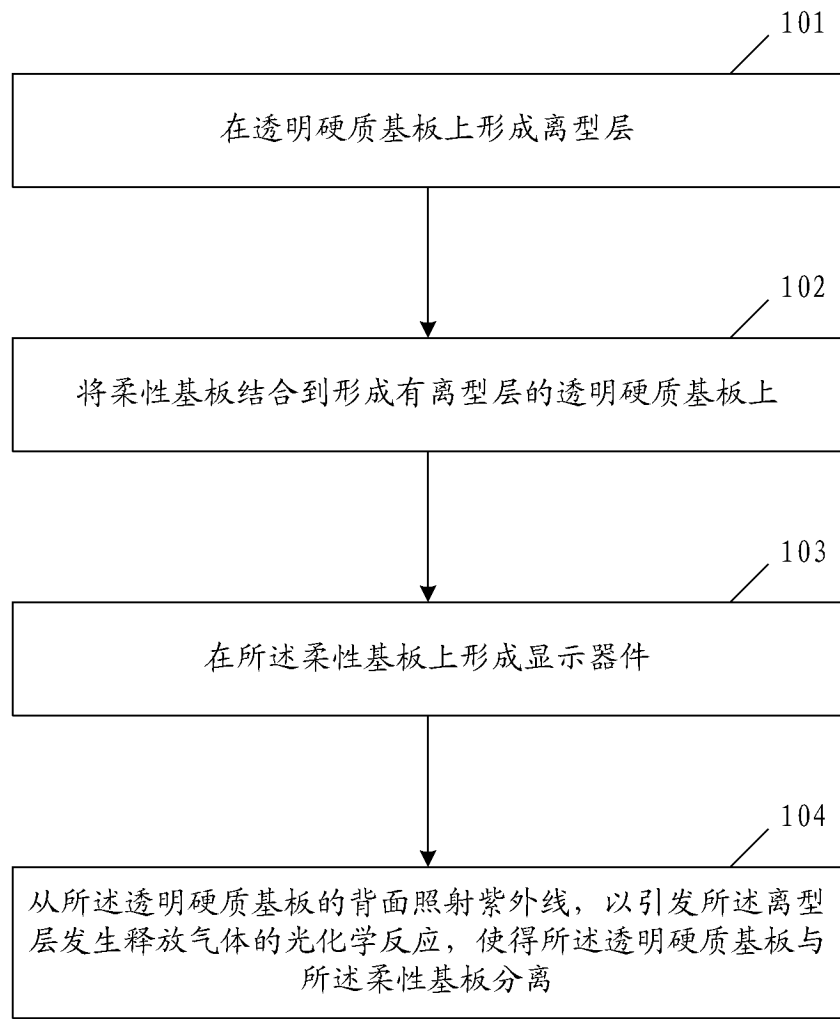 101
在透明硬质基板上形成离型层
102
将柔性基板结合到形成有离型层的透明硬质基板上
103
在所述柔性基板上形成显示器件
104
从所述透明硬质基板的背面照射紫外线，以引发所述离型
层发生释放气体的光化学反应，使得所述透明硬质基板与
所述柔性基板分离